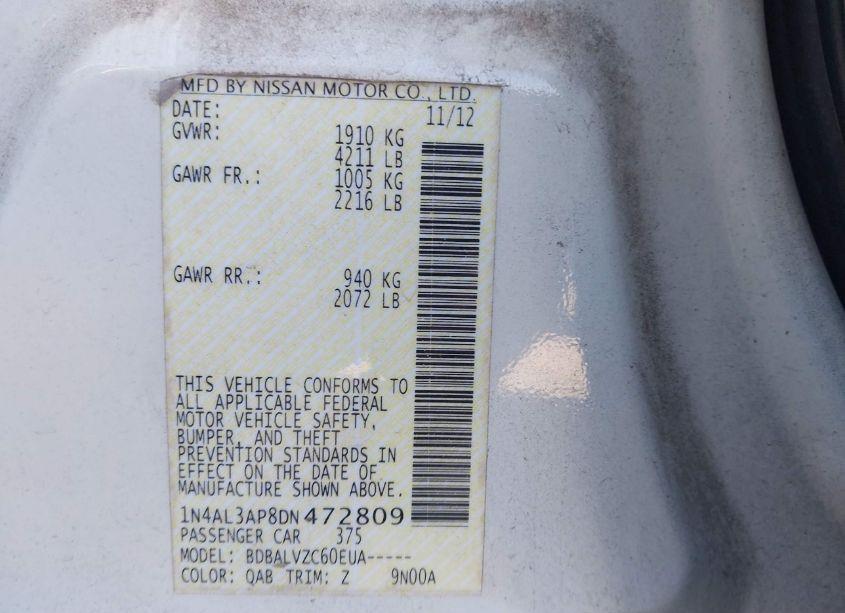 MFD BY NISSAN MOTOR CO., LTD.
DATE: 11/12
GVWR: 1910 KG
4211 LB
GAWR FR.: 1005 KG
2216 LB
GAWR RR.: 940 KG
2072 LB
THIS VEHICLE CONFORMS TO
ALL APPLICABLE FEDERAL
MOTOR VEHICLE SAFETY,
BUMPER, AND THEFT
PREVENTION STANDARDS IN
EFFECT ON THE DATE OF
MANUFACTURE SHOWN ABOVE.
1N4AL3AP8DN472809
PASSENGER CAR 375
MODEL: BDBALVZC60EUA-----
COLOR: QAB TRIM: Z 9N00A